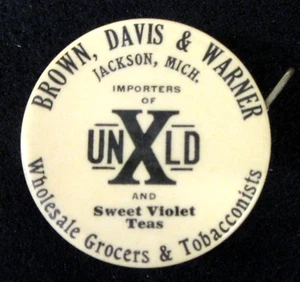 BROWN, DAVIS & WARNER
JACKSON, MICH.
IMPORTERS
OF
UNXLD
AND
Sweet Violet
Teas
Wholesale Grocers & Tobacconists